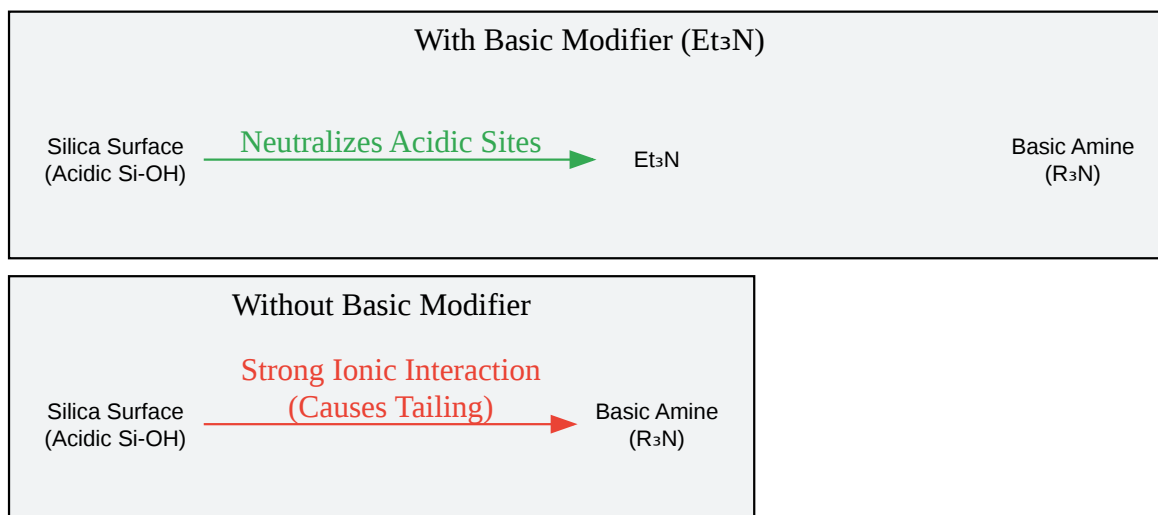 With Basic Modifier (Et₃N)
Neutralizes Acidic Sites
Silica Surface
(Acidic Si-OH)
Et₃N
Basic Amine
(R₃N)
Without Basic Modifier
Strong Ionic Interaction
(Causes Tailing)
Silica Surface
(Acidic Si-OH)
Basic Amine
(R₃N)